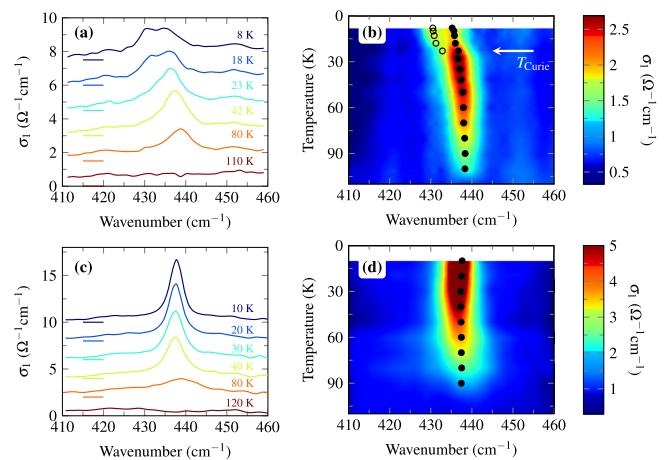 (a)
10
8
6
4
2
0
σ₁ (Ω⁻¹cm⁻¹)
8 K
18 K
23 K
42 K
80 K
110 K
410 420 430 440 450 460
Wavenumber (cm⁻¹)
(b)
0
30
60
90
Temperature (K)
T_Curie
410 420 430 440 450 460
Wavenumber (cm⁻¹)
2.5
2
1.5
1
0.5
σ₁ (Ω⁻¹cm⁻¹)
(c)
15
10
5
0
σ₁ (Ω⁻¹cm⁻¹)
10 K
20 K
30 K
40 K
80 K
120 K
410 420 430 440 450 460
Wavenumber (cm⁻¹)
(d)
0
30
60
90
Temperature (K)
410 420 430 440 450 460
Wavenumber (cm⁻¹)
5
4
3
2
1
σ₁ (Ω⁻¹cm⁻¹)